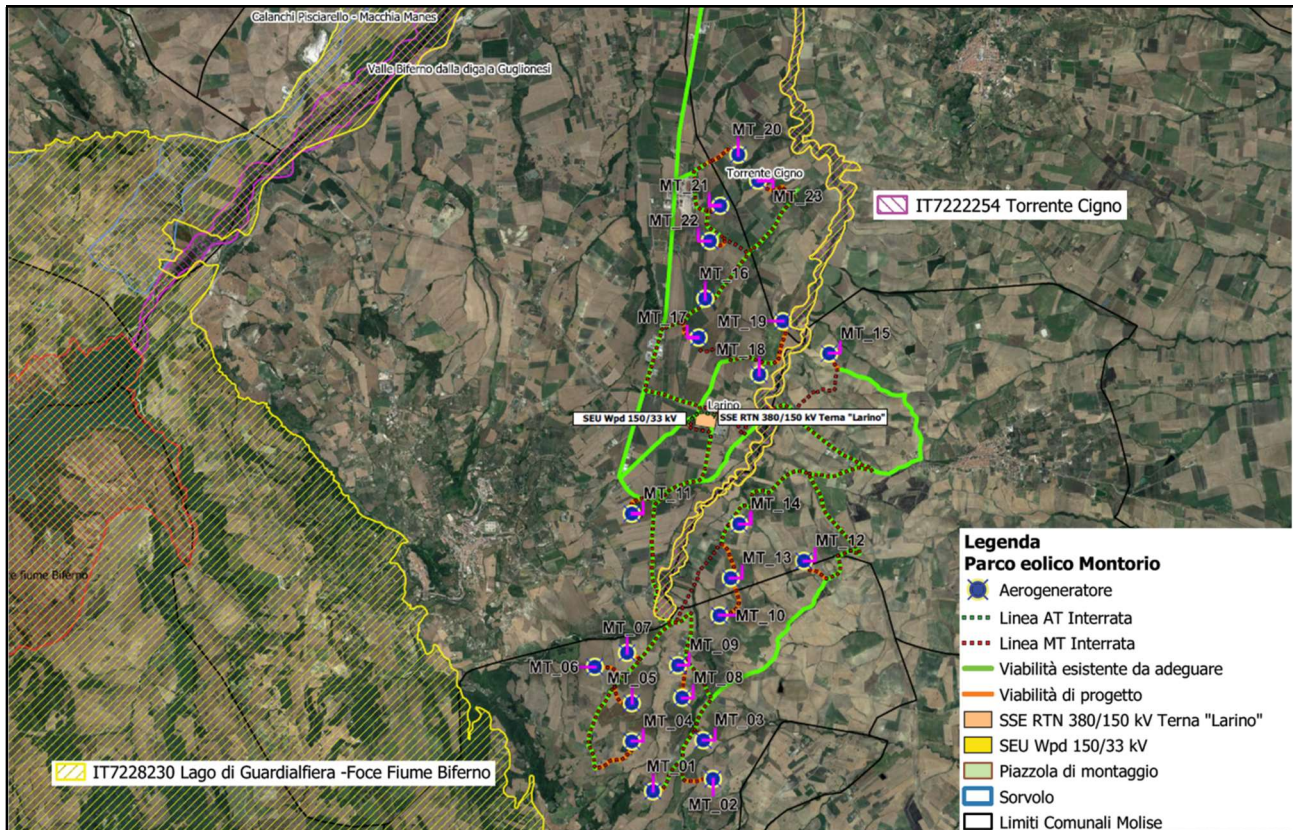 Calanchi Pisciarello - Macchia Manes
Valle Biferno dalla diga a Guglionesi
MT_20
Torrente Cigno
MT_21
MT_23
IT7222254 Torrente Cigno
MT_22
MT_16
MT_17
MT_19
MT_15
MT_18
Larino
SEU Wpd 150/33 kV
SSE RTN 380/150 kV Terna "Larino"
MT_11
MT_14
MT_12
MT_13
fiume Biferno
MT_10
MT_07
MT_09
MT_06
MT_05
MT_08
MT_04
MT_03
MT_01
MT_02
IT7228230 Lago di Guardialfiera -Foce Fiume Biferno
Legenda
Parco eolico Montorio
Aerogeneratore
Linea AT Interrata
Linea MT Interrata
Viabilità esistente da adeguare
Viabilità di progetto
SSE RTN 380/150 kV Terna "Larino"
SEU Wpd 150/33 kV
Piazzola di montaggio
Sorvolo
Limiti Comunali Molise